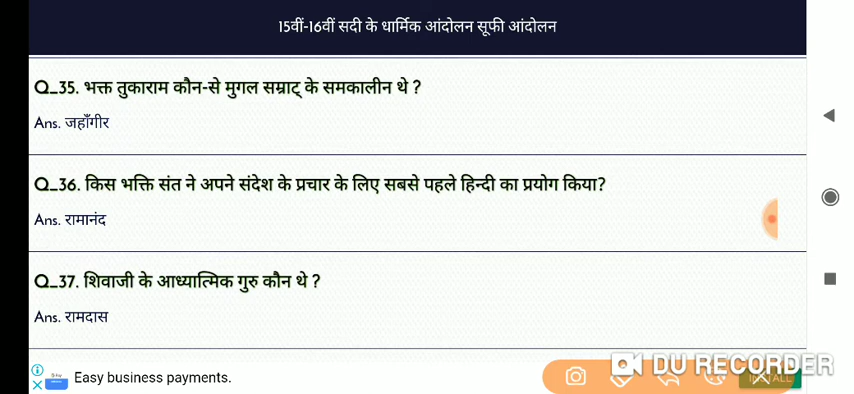 15वीं-16वीं सदी के धार्मिक आंदोलन सूफी आंदोलन
Q_35. भक्त तुकाराम कौन-से मुगल सम्राट् के समकालीन थे ?
Ans. जहाँगीर
Q_36. किस भक्ति संत ने अपने संदेश के प्रचार के लिए सबसे पहले हिन्दी का प्रयोग किया?
Ans. रामानंद
Q_37. शिवाजी के आध्यात्मिक गुरु कौन थे ?
Ans. रामदास
DU RECORDER
Easy business payments.